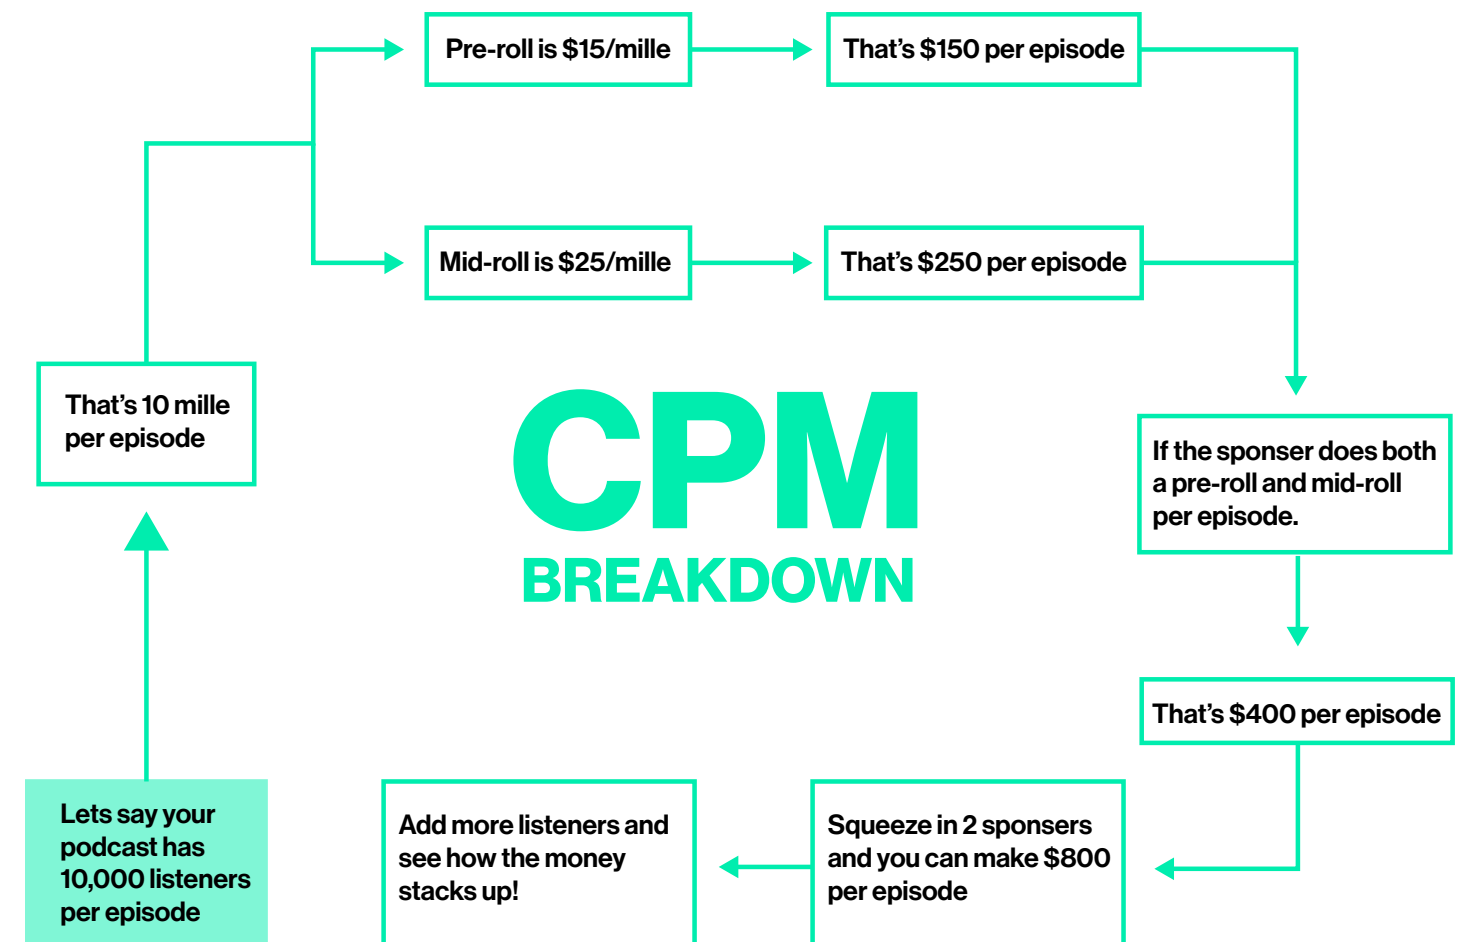 Pre-roll is $15/mille
That’s $150 per episode
Mid-roll is $25/mille
That’s $250 per episode
That’s 10 mille
per episode
CPM
BREAKDOWN
If the sponser does both
a pre-roll and mid-roll
per episode.
That’s $400 per episode
Lets say your
podcast has
10,000 listeners
per episode
Add more listeners and
see how the money
stacks up!
Squeeze in 2 sponsers
and you can make $800
per episode